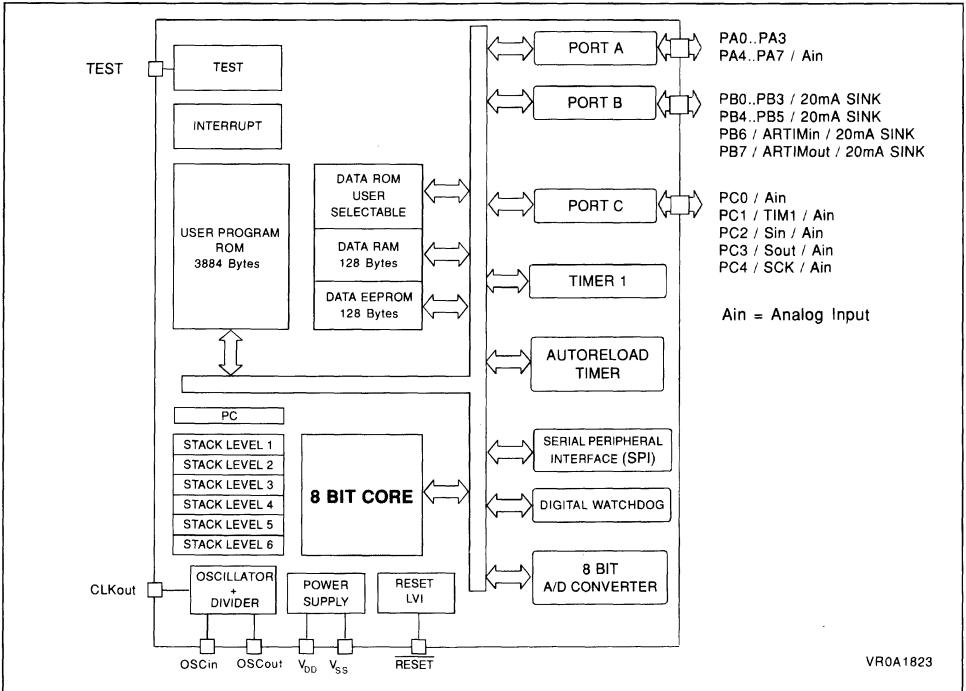 TEST
TEST
INTERRUPT
USER PROGRAM
ROM
3884 Bytes
DATA ROM
USER
SELECTABLE
DATA RAM
128 Bytes
DATA EEPROM
128 Bytes
PC
STACK LEVEL 1
STACK LEVEL 2
STACK LEVEL 3
STACK LEVEL 4
STACK LEVEL 5
STACK LEVEL 6
8 BIT CORE
CLKout
OSCILLATOR
+
DIVIDER
POWER
SUPPLY
RESET
LVI
OSCin
OSCout
VDD
VSS
RESET
PORT A
PORT B
PORT C
TIMER 1
AUTORELOAD
TIMER
SERIAL PERIPHERAL
INTERFACE (SPI)
DIGITAL WATCHDOG
8 BIT
A/D CONVERTER
PA0..PA3
PA4..PA7 / Ain
PB0..PB3 / 20mA SINK
PB4..PB5 / 20mA SINK
PB6 / ARTIMin / 20mA SINK
PB7 / ARTIMout / 20mA SINK
PC0 / Ain
PC1 / TIM1 / Ain
PC2 / Sin / Ain
PC3 / Sout / Ain
PC4 / SCK / Ain
Ain = Analog Input
VR0A1823